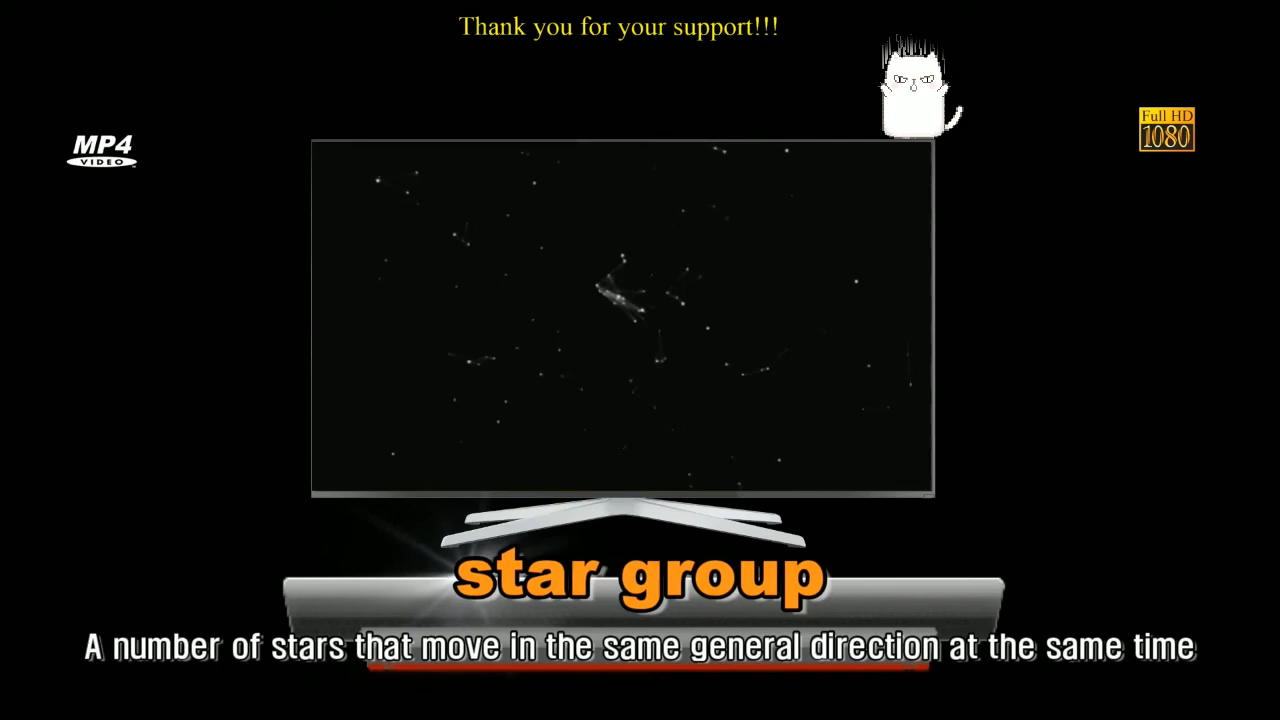 Thank you for your support!!!
MP4
VIDEO
Full HD
1080
star group
A number of stars that move in the same general direction at the same time